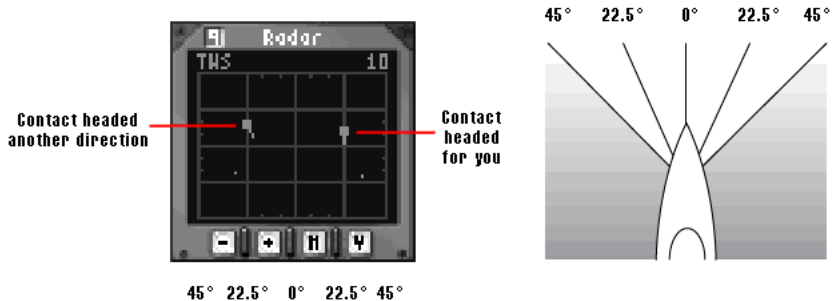 45° 22.5° 0° 22.5° 45°
Radar
TWS 10
Contact headed
another direction
Contact
headed
for you
- + M V
45° 22.5° 0° 22.5° 45°